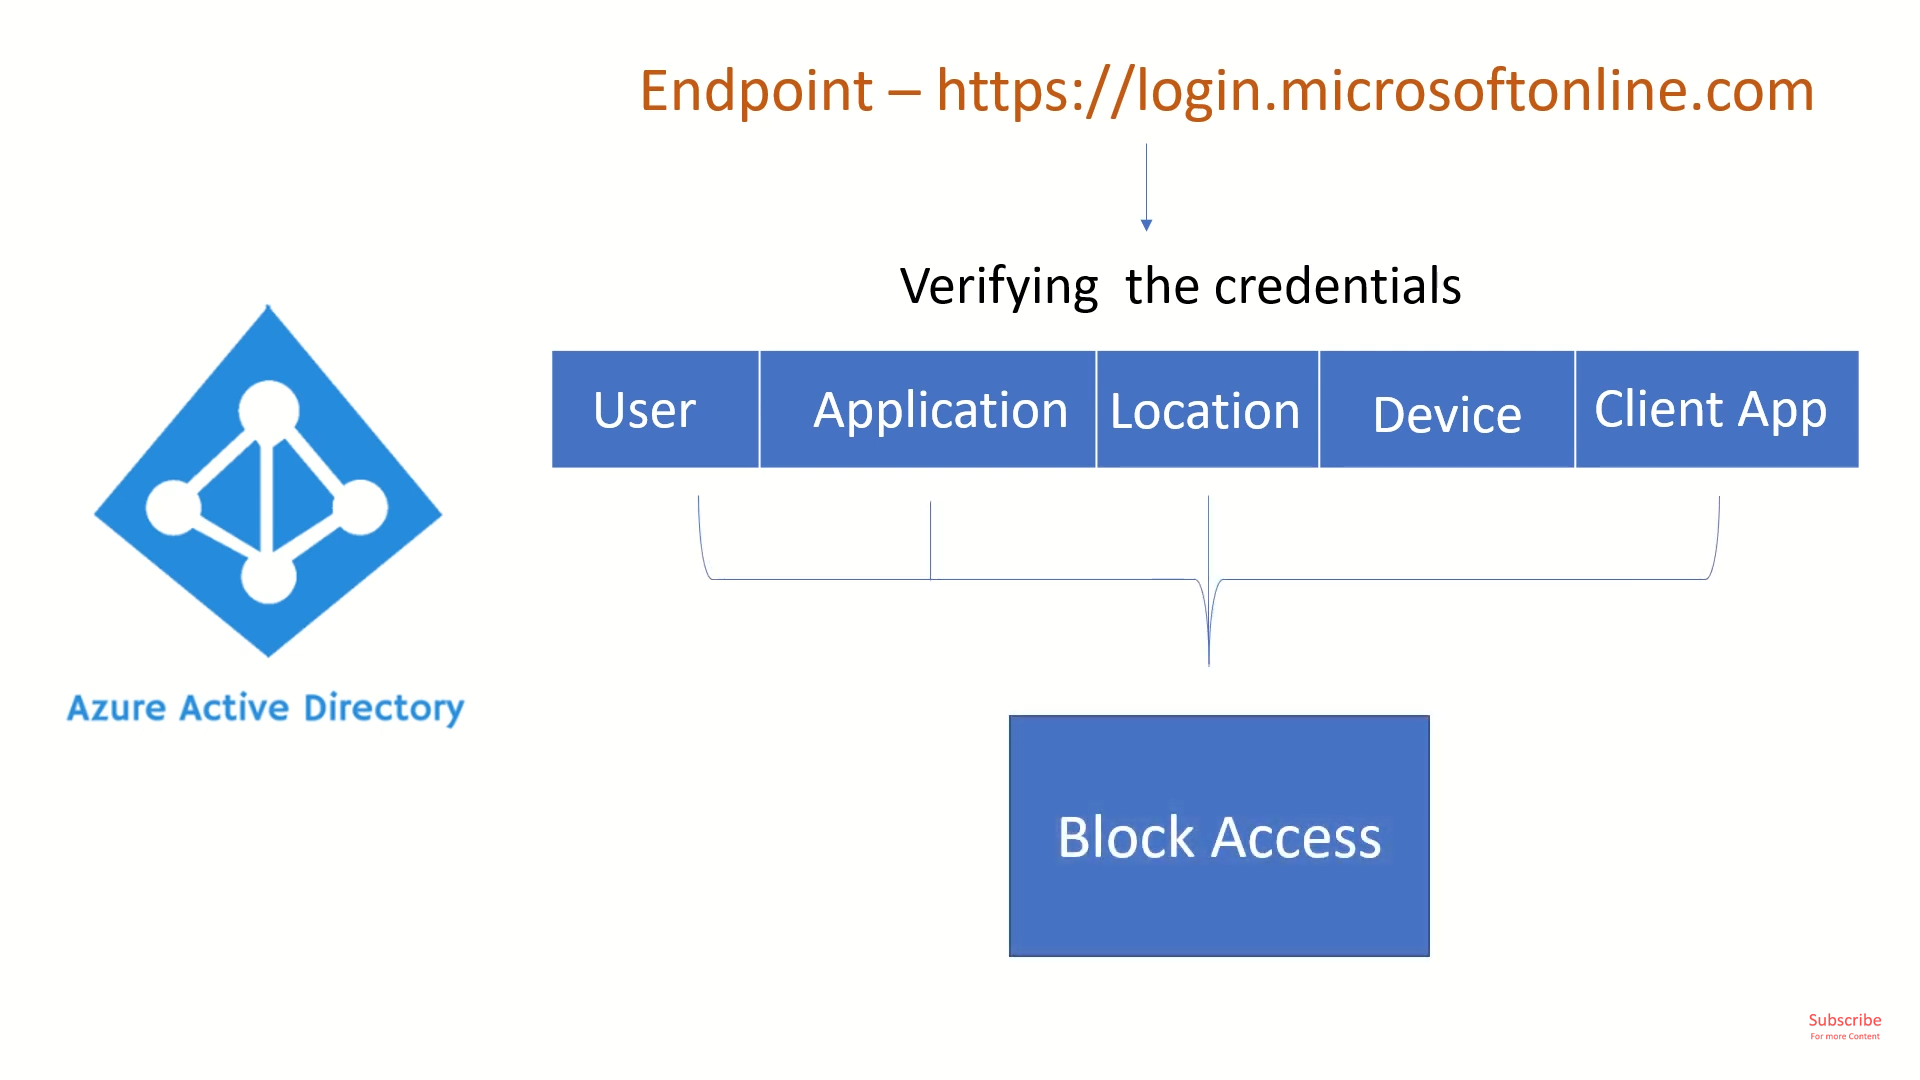 Endpoint – https://login.microsoftonline.com
Verifying  the credentials
User
Application
Location
Device
Client App
Azure Active Directory
Block Access
Subscribe
For more Content